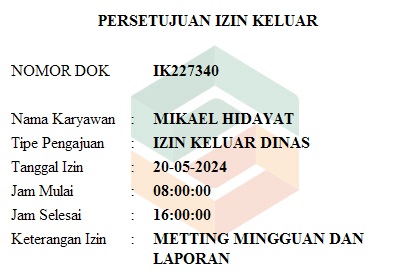 PERSETUJUAN IZIN KELUAR
NOMOR DOK IK227340
Nama Karyawan : MIKAEL HIDAYAT
Tipe Pengajuan : IZIN KELUAR DINAS
Tanggal Izin : 20-05-2024
Jam Mulai : 08:00:00
Jam Selesai : 16:00:00
Keterangan Izin : METTING MINGGUAN DAN
LAPORAN